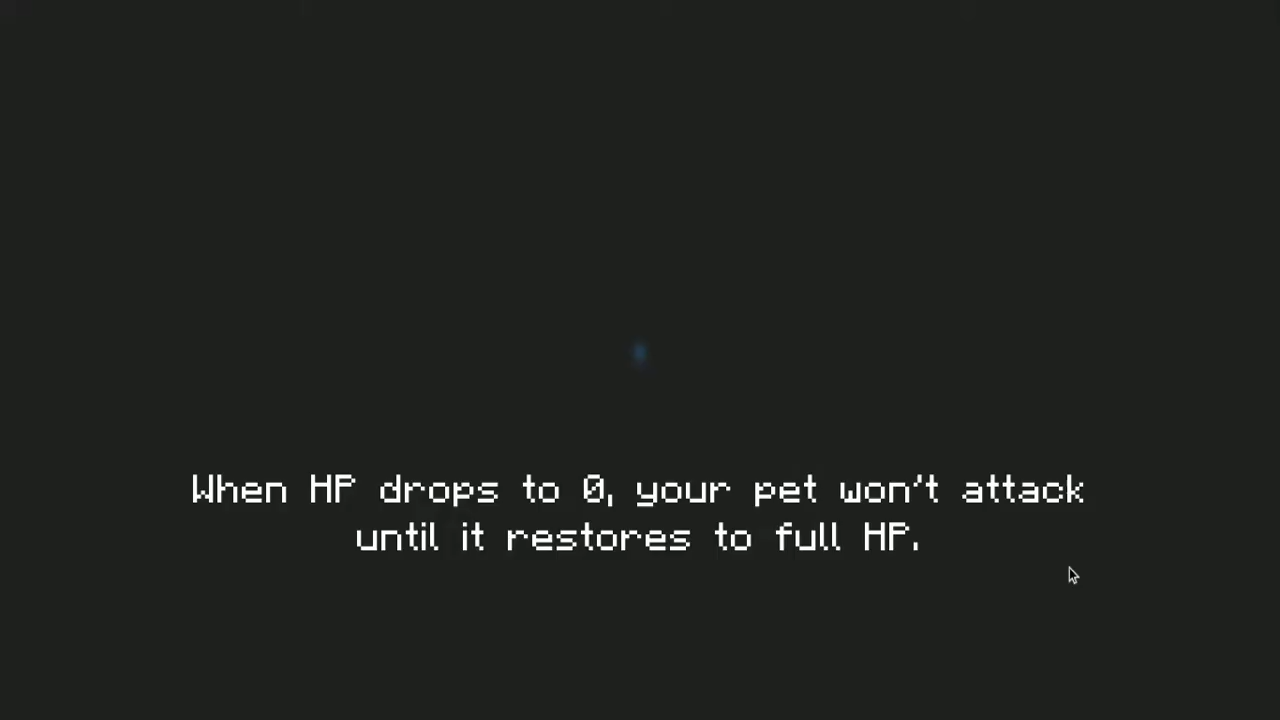 When HP drops to 0, your pet won't attack
until it restores to full HP.